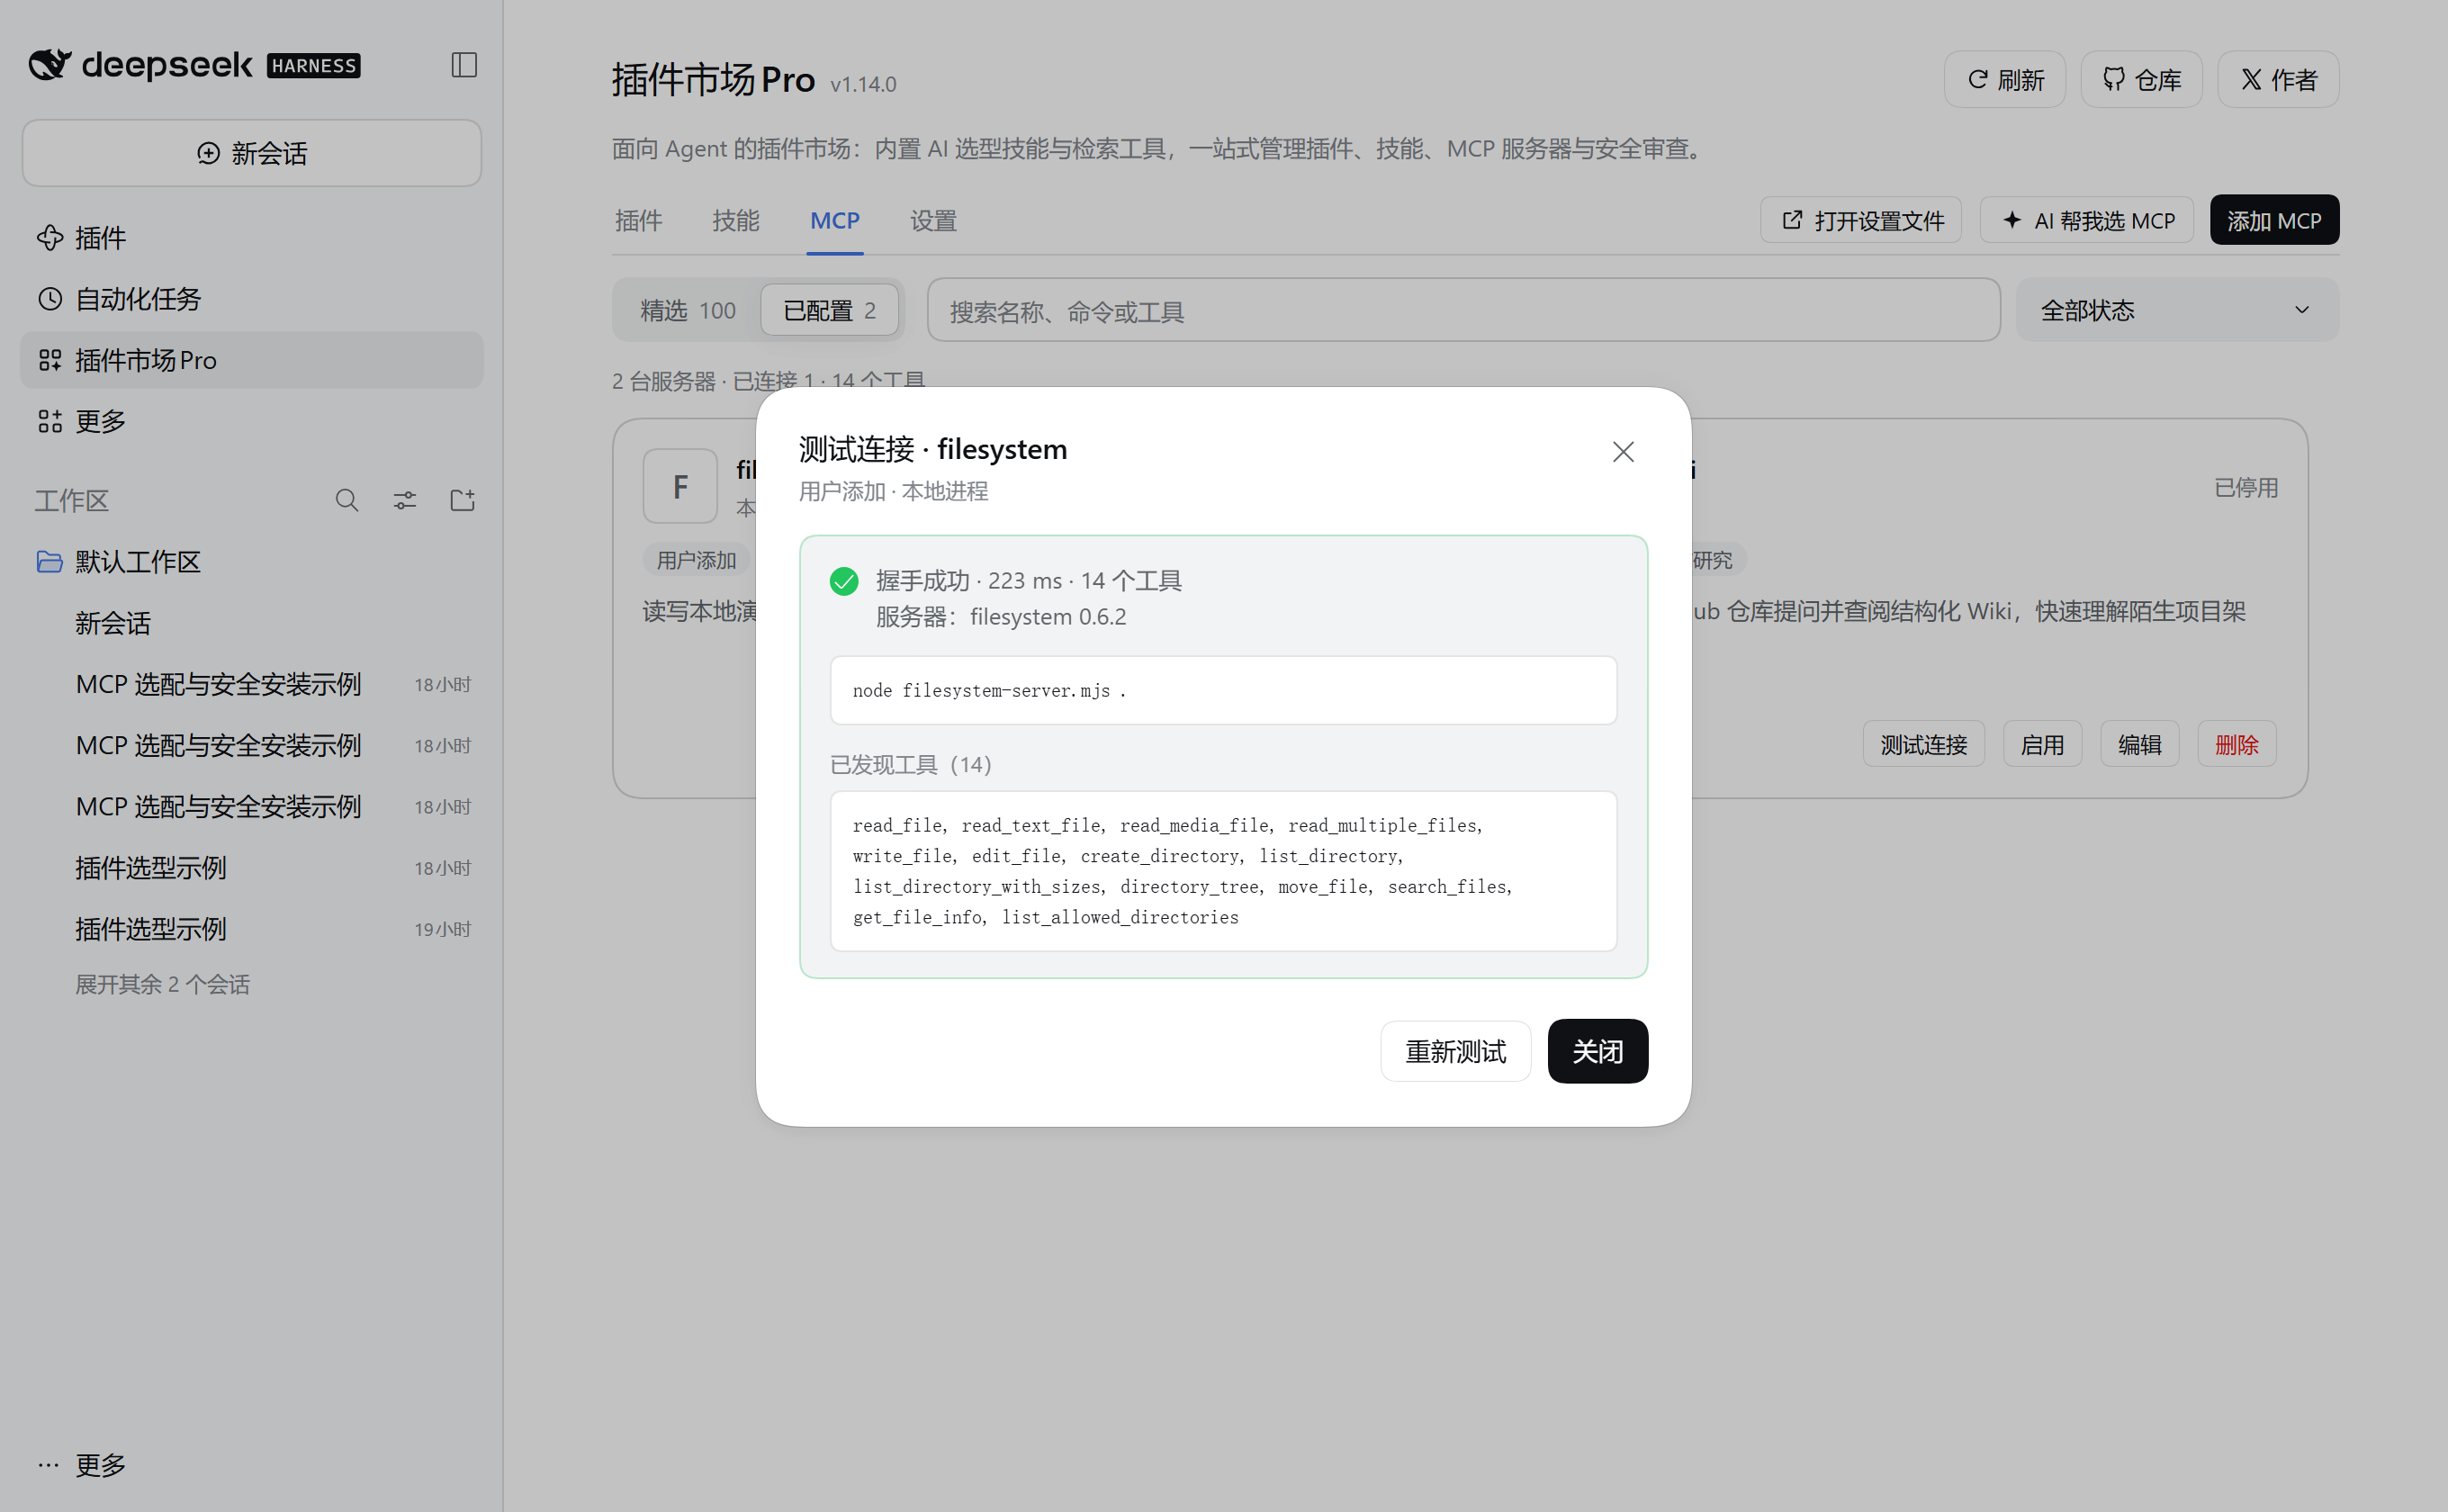 deepseek HARNESS
新会话
插件
自动化任务
插件市场Pro
更多
工作区
默认工作区
新会话
MCP 选配与安全安装示例 18小时
MCP 选配与安全安装示例 18小时
MCP 选配与安全安装示例 18小时
插件选型示例 18小时
插件选型示例 19小时
展开其余 2 个会话
··· 更多
插件市场Pro v1.14.0
刷新
仓库
作者
面向 Agent 的插件市场：内置 AI 选型技能与检索工具，一站式管理插件、技能、MCP 服务器与安全审查。
插件 技能 MCP 设置
打开设置文件
AI 帮我选 MCP
添加 MCP
精选 100
已配置 2
搜索名称、命令或工具
全部状态
2 台服务器 · 已连接 1 · 14 个工具
F
fil
本
用户添加
读写本地演
i
已停用
研究
ub 仓库提问并查阅结构化 Wiki，快速理解陌生项目架
测试连接 启用 编辑 删除
测试连接 · filesystem
用户添加 · 本地进程
握手成功 · 223 ms · 14 个工具
服务器：filesystem 0.6.2
node filesystem-server.mjs .
已发现工具（14）
read_file, read_text_file, read_media_file, read_multiple_files,
write_file, edit_file, create_directory, list_directory,
list_directory_with_sizes, directory_tree, move_file, search_files,
get_file_info, list_allowed_directories
重新测试
关闭